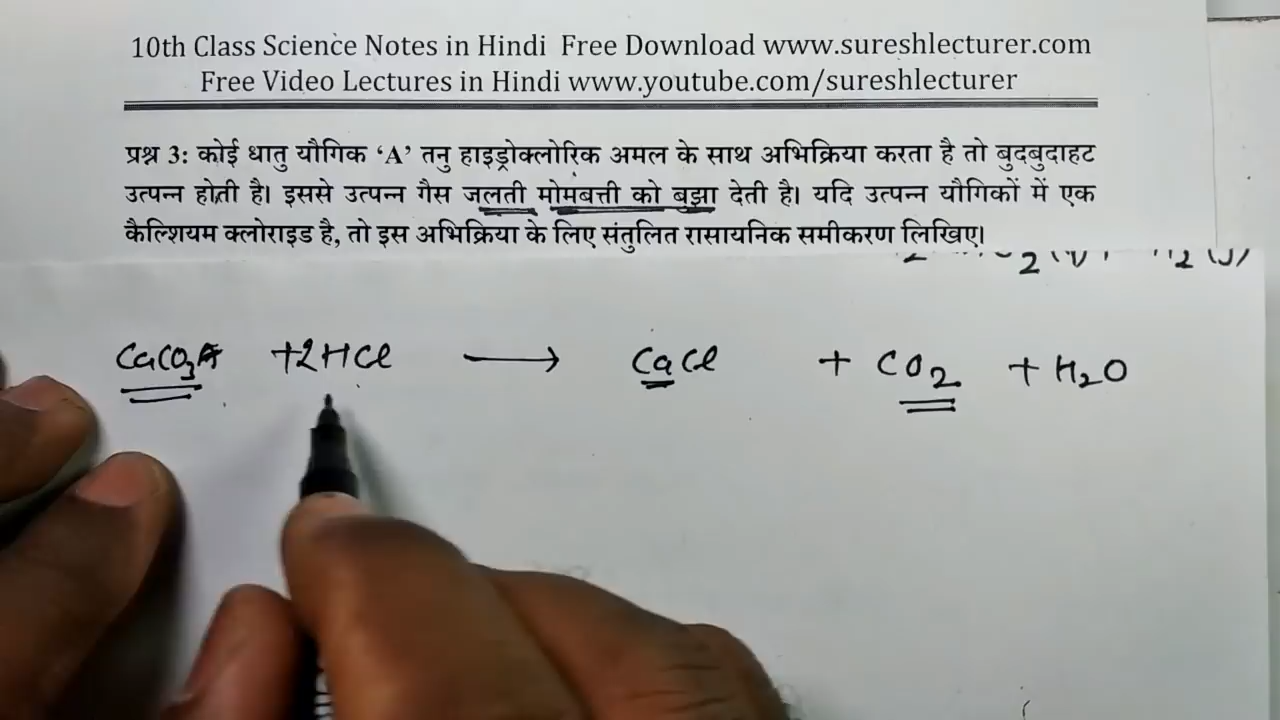 10th Class Science Notes in Hindi Free Download www.sureshlecturer.com
Free Video Lectures in Hindi www.youtube.com/sureshlecturer
प्रश्न 3: कोई धातु यौगिक ‘A’ तनु हाइड्रोक्लोरिक अमल के साथ अभिक्रिया करता है तो बुदबुदाहट
उत्पन्न होती है। इससे उत्पन्न गैस जलती मोमबत्ती को बुझा देती है। यदि उत्पन्न यौगिकों में एक
कैल्शियम क्लोराइड है, तो इस अभिक्रिया के लिए संतुलित रासायनिक समीकरण लिखिए।
CaCO₃ +2HCl ⟶ CaCl + CO₂ + H₂O